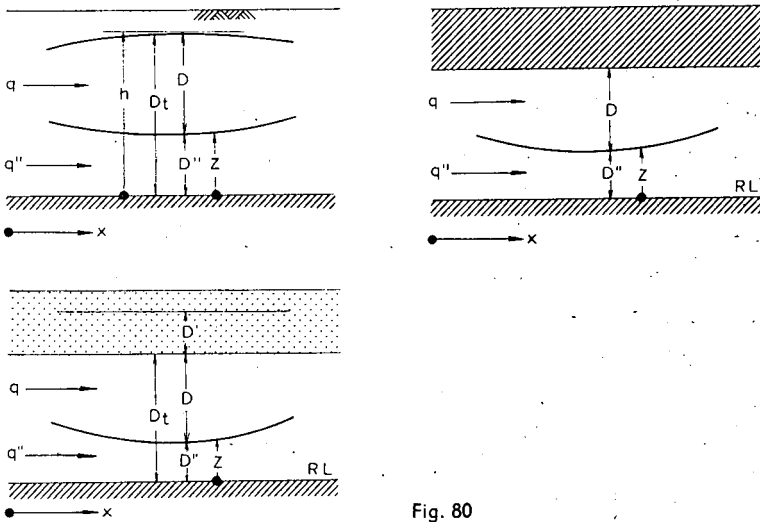 q
h
Dt
D
q"
D"
Z
x
q
D
q"
D"
Z
RL
x
D'
q
D
Dt
q"
D"
Z
RL
x
Fig. 80